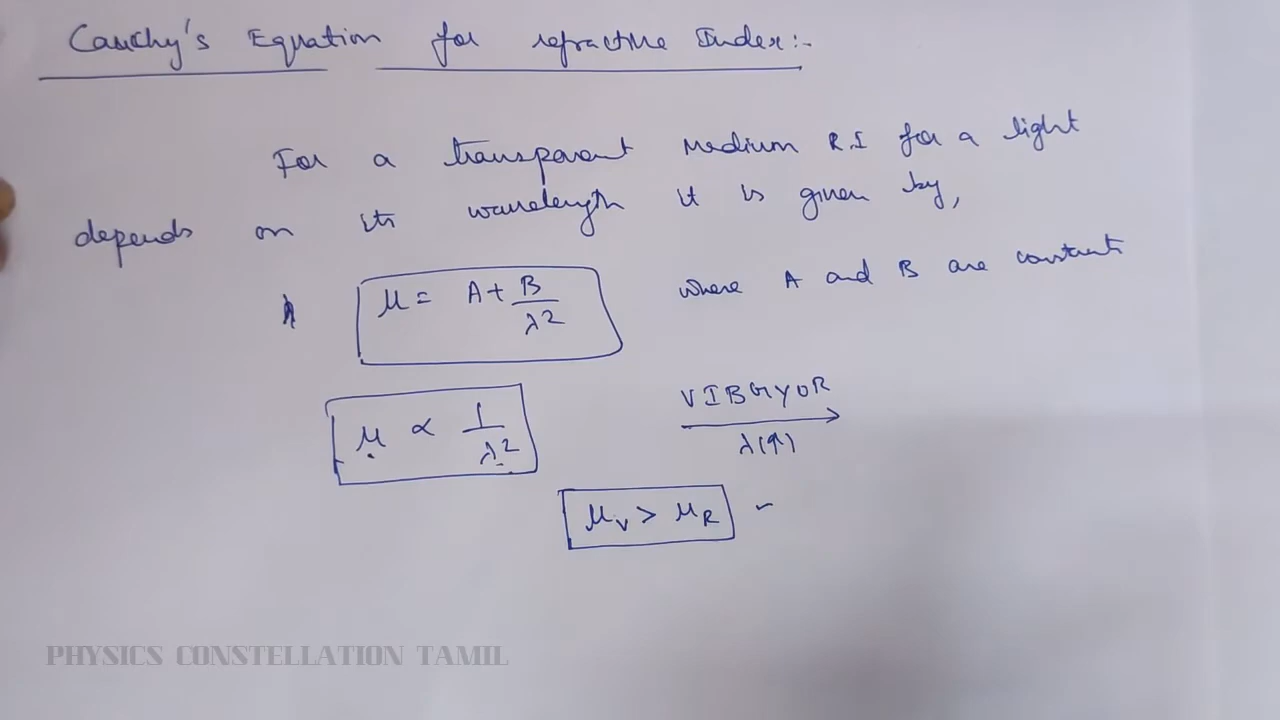 Cauchy's Equation for refractive Index:-
For a transparent Medium R.I for a light
depends on its wavelength it is given by,
μ = A + B/λ² where A and B are constants
μ ∝ 1/λ² VIBGYOR
λ(↑)
μV > μR
PHYSICS CONSTELLATION TAMIL